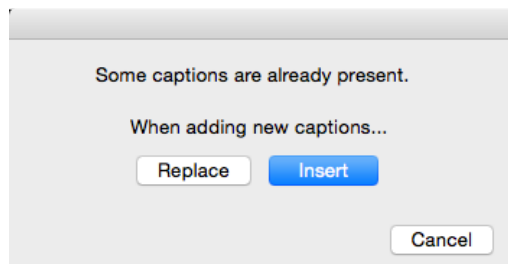 Some captions are already present.
When adding new captions...
Replace Insert
Cancel